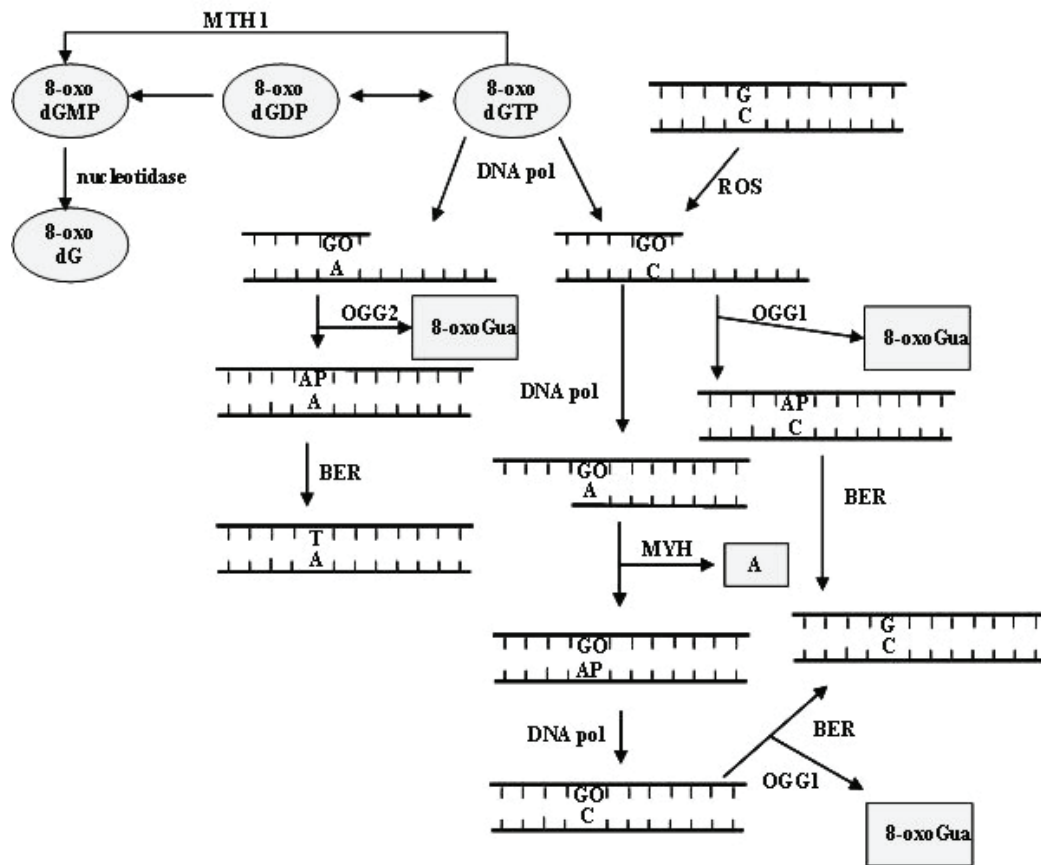 MTH1
8-oxo
dGMP
8-oxo
dGDP
8-oxo
dGTP
G
C
nucleotidase
DNA pol
ROS
8-oxo
dG
GO
A
GO
C
OGG2
8-oxoGua
OGG1
8-oxoGua
AP
A
DNA pol
AP
C
BER
GO
A
BER
T
A
MYH
A
G
C
GO
AP
DNA pol
BER
OGG1
GO
C
8-oxoGua